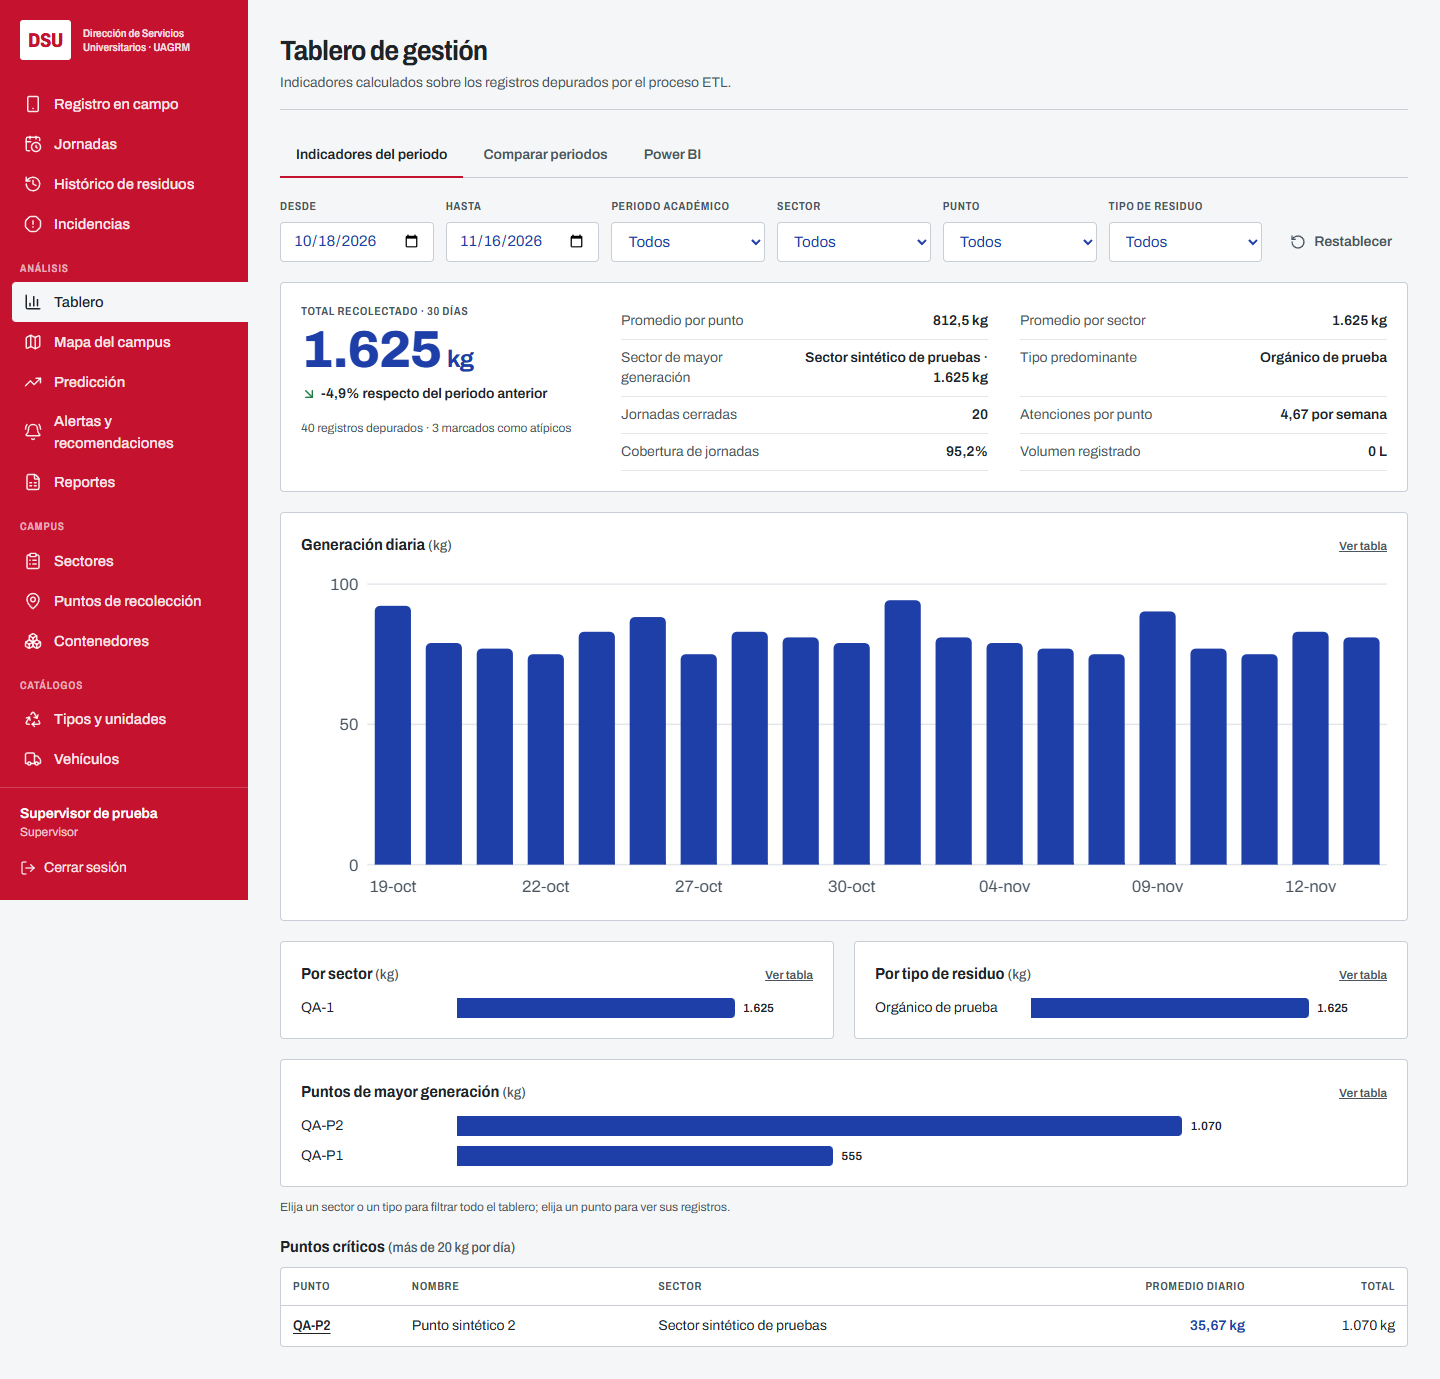 DSU
Dirección de Servicios
Universitarios · UAGRM
Registro en campo
Jornadas
Histórico de residuos
Incidencias
ANÁLISIS
Tablero
Mapa del campus
Predicción
Alertas y
recomendaciones
Reportes
CAMPUS
Sectores
Puntos de recolección
Contenedores
CATÁLOGOS
Tipos y unidades
Vehículos
Supervisor de prueba
Supervisor
Cerrar sesión
Tablero de gestión
Indicadores calculados sobre los registros depurados por el proceso ETL.
Indicadores del periodo Comparar periodos Power BI
DESDE HASTA PERIODO ACADÉMICO SECTOR PUNTO TIPO DE RESIDUO
10/18/2026 11/16/2026 Todos Todos Todos Todos Restablecer
TOTAL RECOLECTADO · 30 DÍAS
1.625 kg
-4,9% respecto del periodo anterior
40 registros depurados · 3 marcados como atípicos
Promedio por punto 812,5 kg
Sector de mayor generación Sector sintético de pruebas · 1.625 kg
Jornadas cerradas 20
Cobertura de jornadas 95,2%
Promedio por sector 1.625 kg
Tipo predominante Orgánico de prueba
Atenciones por punto 4,67 por semana
Volumen registrado 0 L
Generación diaria (kg) Ver tabla
100
50
0
19-oct 22-oct 27-oct 30-oct 04-nov 09-nov 12-nov
Por sector (kg) Ver tabla
QA-1 1.625
Por tipo de residuo (kg) Ver tabla
Orgánico de prueba 1.625
Puntos de mayor generación (kg) Ver tabla
QA-P2 1.070
QA-P1 555
Elija un sector o un tipo para filtrar todo el tablero; elija un punto para ver sus registros.
Puntos críticos (más de 20 kg por día)
PUNTO NOMBRE SECTOR PROMEDIO DIARIO TOTAL
QA-P2 Punto sintético 2 Sector sintético de pruebas 35,67 kg 1.070 kg